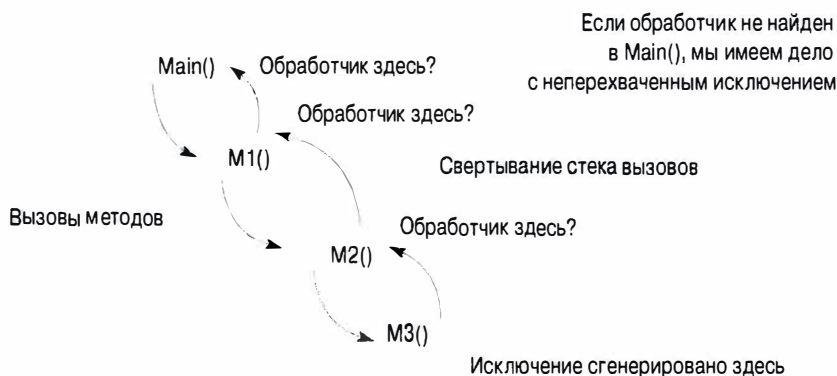 Если обработчик не найден
в Main(), мы имеем дело
с неперехваченным исключением
Main()
Обработчик здесь?
Обработчик здесь?
M1()
Свертывание стека вызовов
Вызовы методов
Обработчик здесь?
M2()
M3()
Исключение сгенерировано здесь